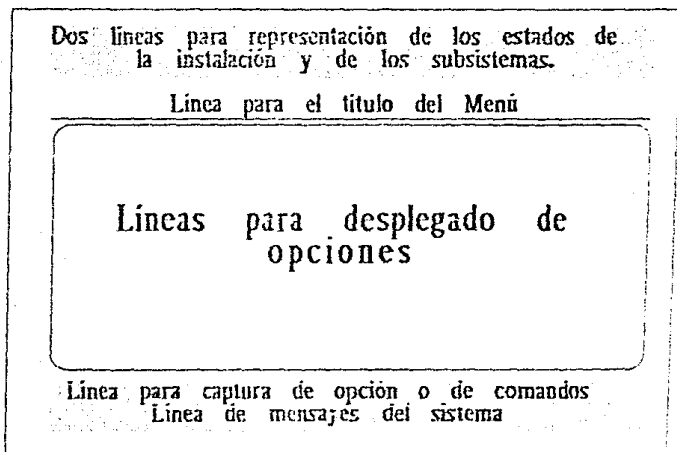 Dos líneas para representación de los estados de
la instalación y de los subsistemas.
Línea para el título del Menú
Líneas para desplegado de
opciones
Línea para captura de opción o de comandos
Línea de mensajes del sistema